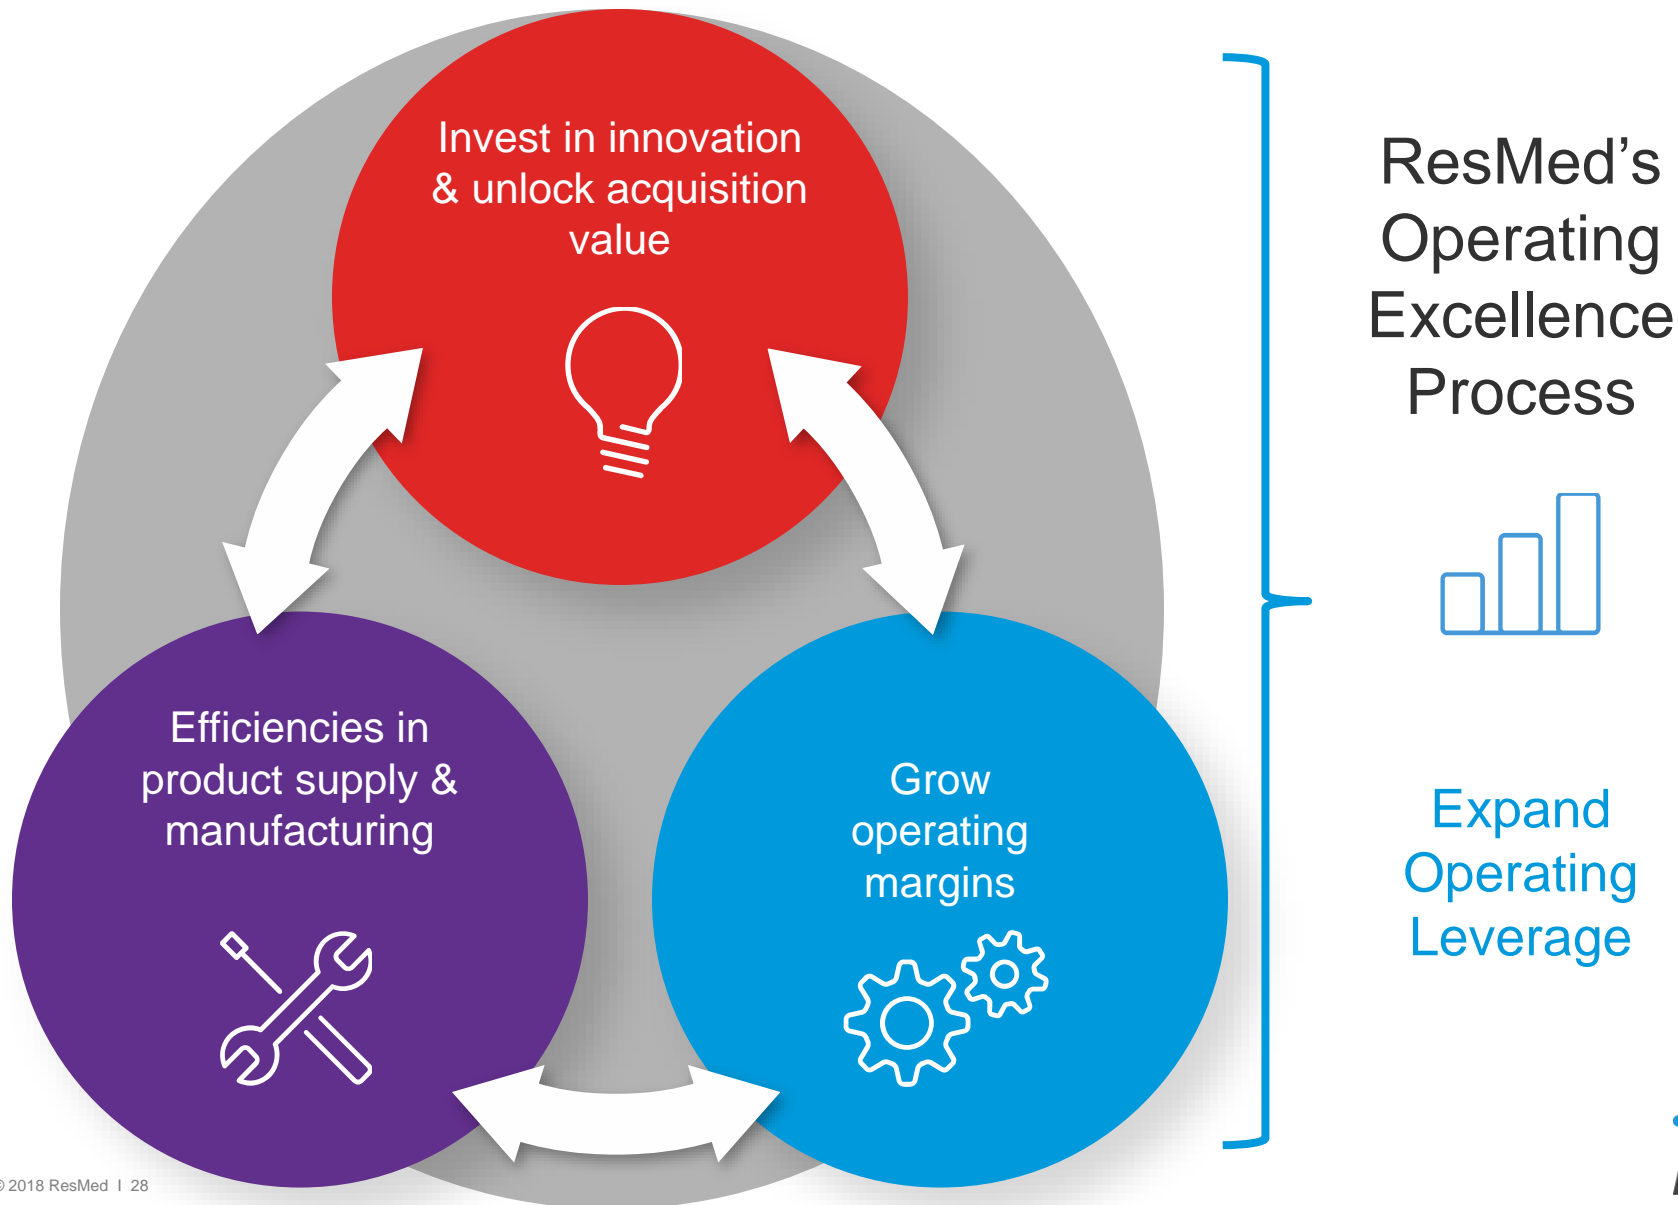 Invest in innovation
& unlock acquisition
value
Efficiencies in
product supply &
manufacturing
Grow
operating
margins
ResMed’s
Operating
Excellence
Process
Expand
Operating
Leverage
© 2018 ResMed I 28